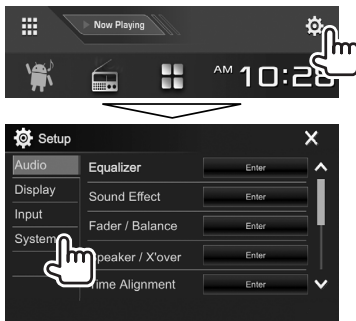 Now Playing
AM 10:28
Setup
Audio
Equalizer
Enter
Display
Sound Effect
Enter
Input
Fader / Balance
Enter
System
Speaker / X'over
Enter
Time Alignment
Enter